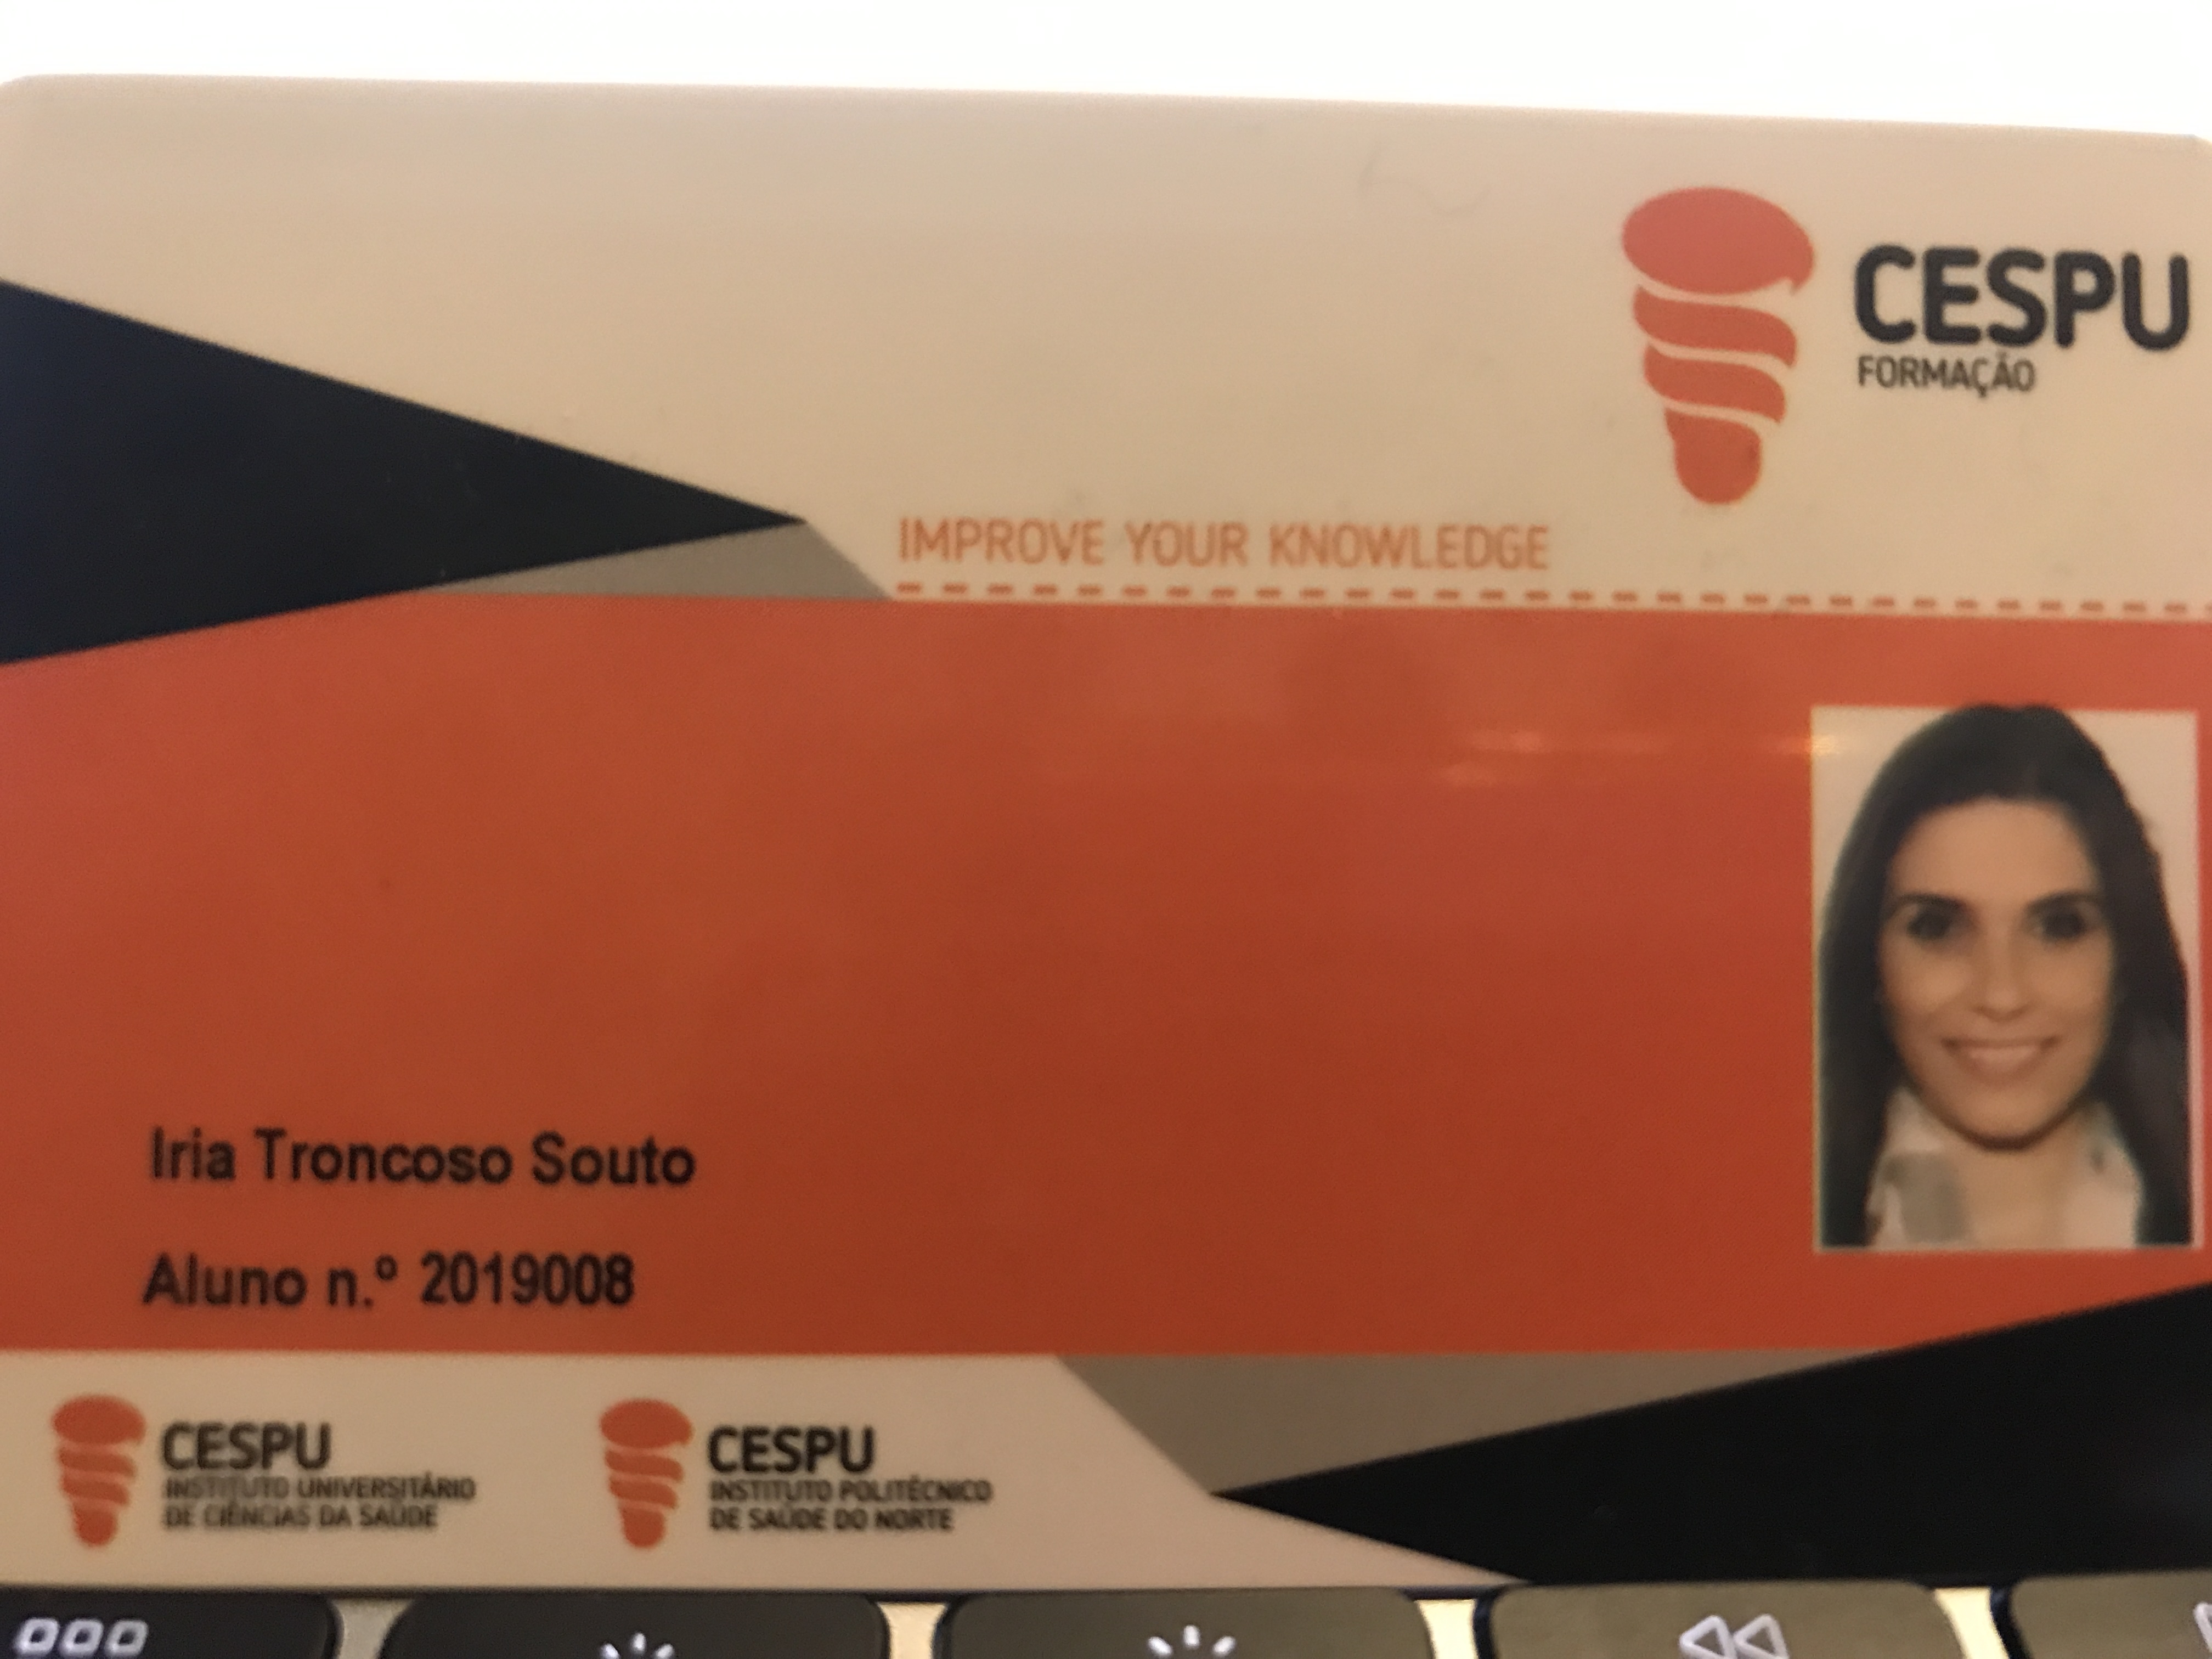 CESPU
FORMAÇÃO
IMPROVE YOUR KNOWLEDGE
Iria Troncoso Souto
Aluno n.º 2019008
CESPU
INSTITUTO UNIVERSITÁRIO
DE CIÊNCIAS DA SAÚDE
CESPU
INSTITUTO POLITÉCNICO
DE SAÚDE DO NORTE